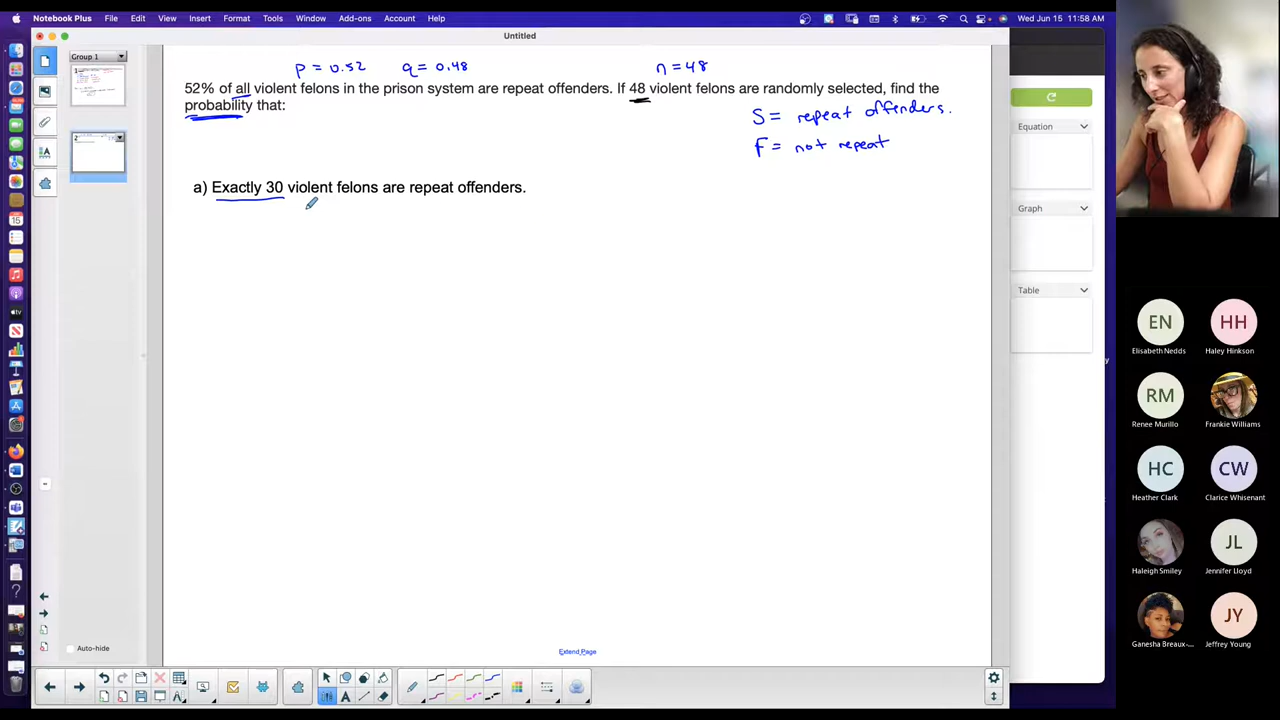 Notebook Plus File Edit View Insert Format Tools Window Add-ons Account Help
Wed Jun 15 11:58 AM
Untitled
Group 1
p = 0.52 q = 0.48 n = 48
52% of all violent felons in the prison system are repeat offenders. If 48 violent felons are randomly selected, find the
probability that:
S = repeat offenders.
F = not repeat
a) Exactly 30 violent felons are repeat offenders.
Extend Page
Auto-hide
Equation
Graph
Table
EN
Elisabeth Nedds
HH
Haley Hinkson
RM
Renee Murillo
Frankie Williams
HC
Heather Clark
CW
Clarice Whisenant
Haleigh Smiley
JL
Jennifer Lloyd
Ganesha Breaux-...
JY
Jeffrey Young